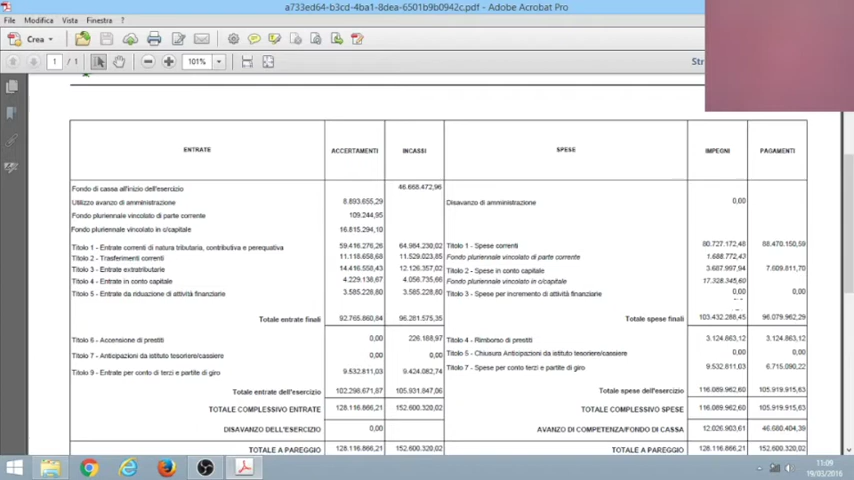 a733ed64-b3cd-4ba1-8dea-6501b9b0942c.pdf - Adobe Acrobat Pro
File Modifica Vista Finestra ?
Crea
1 / 1 101% Str
ENTRATE ACCERTAMENTI INCASSI SPESE IMPEGNI PAGAMENTI
Fondo di cassa all'inizio dell'esercizio 46.668.472,96
Utilizzo avanzo di amministrazione 8.893.655,29 Disavanzo di amministrazione 0,00
Fondo pluriennale vincolato di parte corrente 109.244,95
Fondo pluriennale vincolato in c/capitale 16.815.294,10
Titolo 1 - Entrate correnti di natura tributaria, contributiva e perequativa 59.416.276,26 64.984.230,02 Titolo 1 - Spese correnti 80.727.172,48 88.470.150,59
Titolo 2 - Trasferimenti correnti 11.118.658,68 11.529.023,85 Fondo pluriennale vincolato di parte corrente 1.688.772,43
Titolo 3 - Entrate extratributarie 14.416.558,43 12.126.357,02 Titolo 2 - Spese in conto capitale 3.687.997,94 7.609.811,70
Titolo 4 - Entrate in conto capitale 4.229.138,67 4.056.735,66 Fondo pluriennale vincolato in c/capitale 17.328.345,60
Titolo 5 - Entrate da riduzione di attività finanziarie 3.585.228,80 3.585.228,80 Titolo 3 - Spese per incremento di attività finanziarie 0,00 0,00
Totale entrate finali 92.765.860,84 96.281.575,35 Totale spese finali 103.432.288,45 96.079.962,29
Titolo 6 - Accensione di prestiti 0,00 226.188,97 Titolo 4 - Rimborso di prestiti 3.124.863,12 3.124.863,12
Titolo 7 - Anticipazioni da istituto tesoriere/cassiere 0,00 0,00 Titolo 5 - Chiusura Anticipazioni da istituto tesoriere/cassiere 0,00 0,00
Titolo 9 - Entrate per conto di terzi e partite di giro 9.532.811,03 9.424.082,74 Titolo 7 - Spese per conto di terzi e partite di giro 9.532.811,03 6.715.090,22
Totale entrate dell'esercizio 102.298.671,87 105.931.847,06 Totale spese dell'esercizio 116.089.962,60 105.919.915,63
TOTALE COMPLESSIVO ENTRATE 128.116.866,21 152.600.320,02 TOTALE COMPLESSIVO SPESE 116.089.962,60 105.919.915,63
DISAVANZO DELL'ESERCIZIO 0,00 AVANZO DI COMPETENZA/FONDO DI CASSA 12.026.903,61 46.680.404,39
TOTALE A PAREGGIO 128.116.866,21 152.600.320,02 TOTALE A PAREGGIO 128.116.866,21 152.600.320,02
11:09
19/03/2016